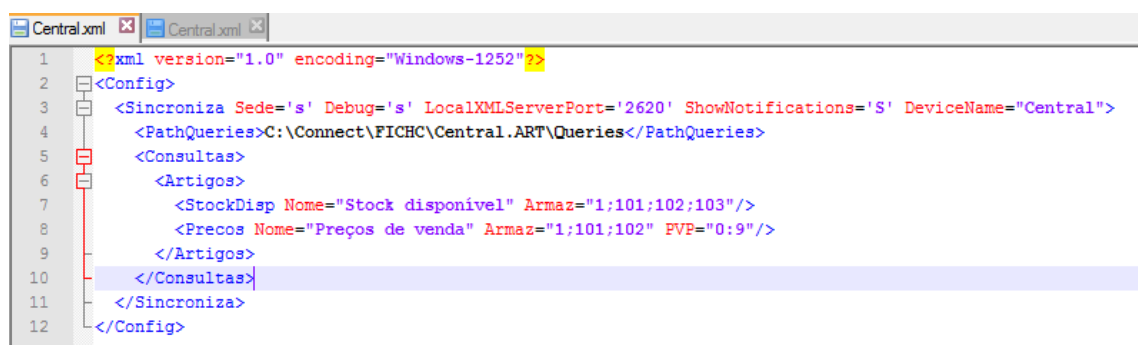 Central.xml Central.xml
1 <?xml version="1.0" encoding="Windows-1252"?>
2 <Config>
3 <Sincroniza Sede='s' Debug='s' LocalXMLServerPort='2620' ShowNotifications='S' DeviceName="Central">
4 <PathQueries>C:\Connect\FICHC\Central.ART\Queries</PathQueries>
5 <Consultas>
6 <Artigos>
7 <StockDisp Nome="Stock disponível" Armaz="1;101;102;103"/>
8 <Precos Nome="Preços de venda" Armaz="1;101;102" PVP="0:9"/>
9 </Artigos>
10 </Consultas>
11 </Sincroniza>
12 </Config>